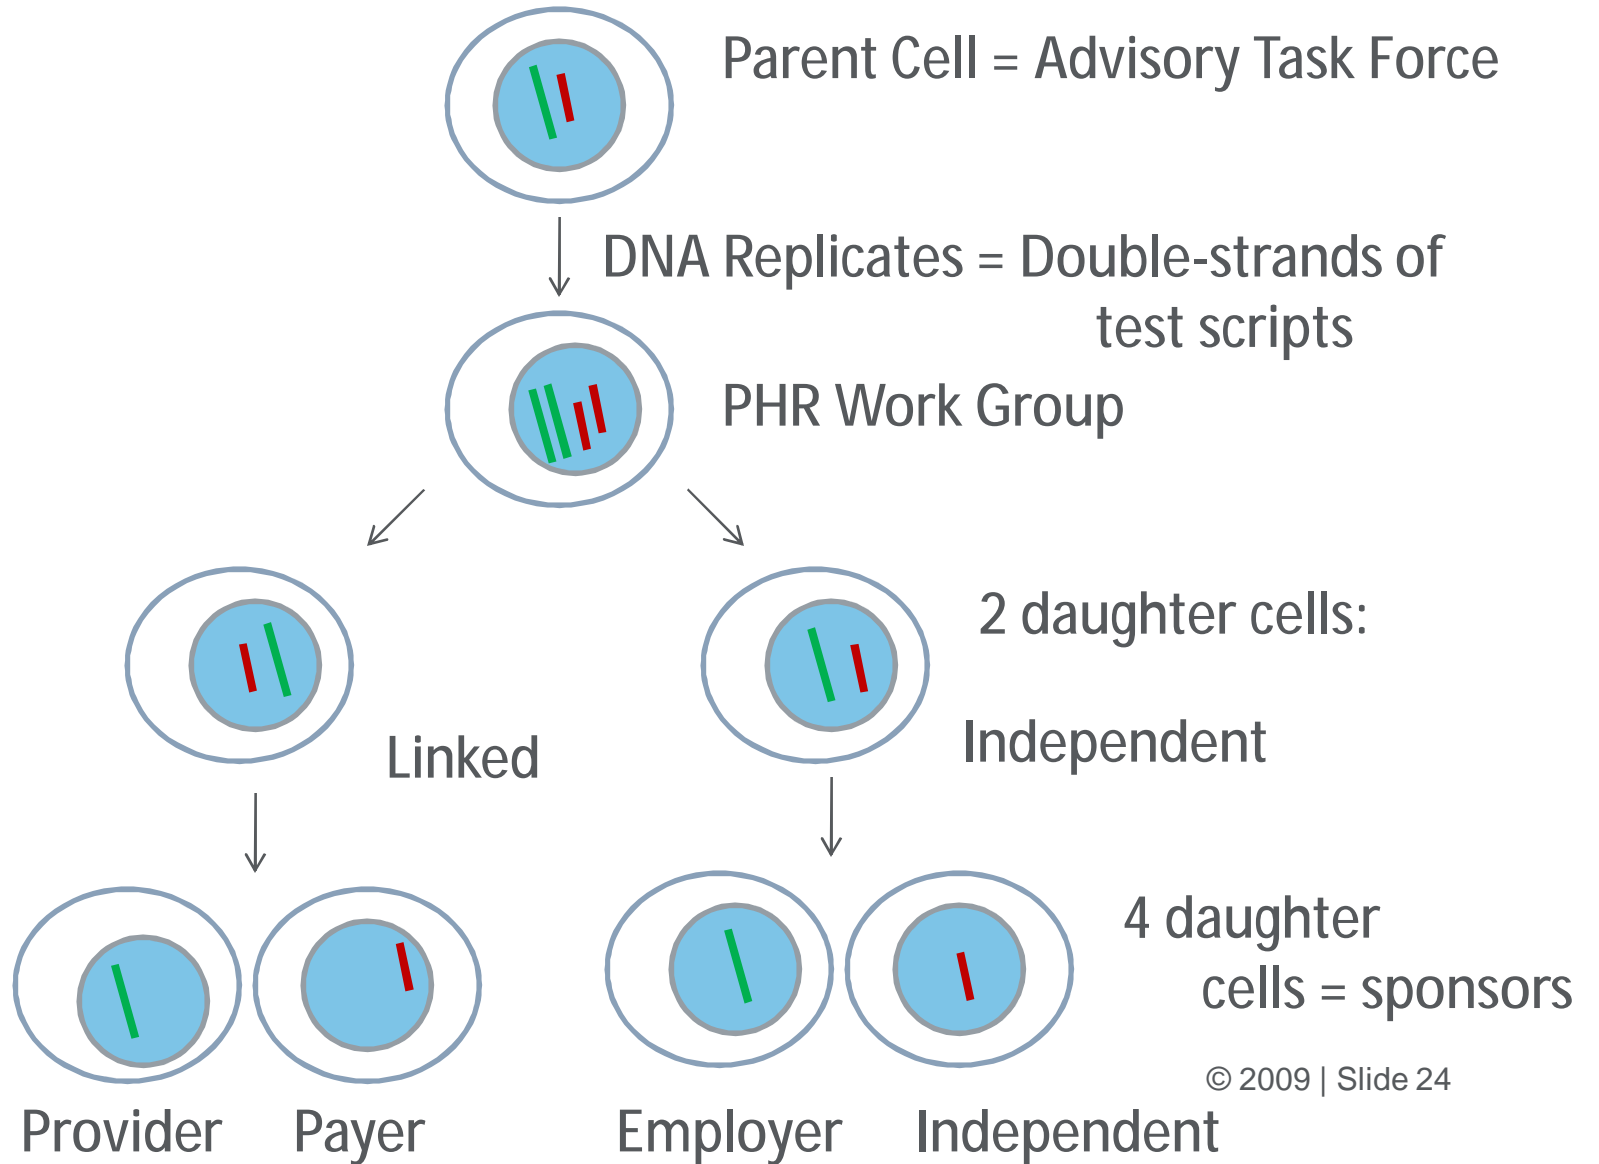 Parent Cell = Advisory Task Force
DNA Replicates = Double-strands of
test scripts
PHR Work Group
2 daughter cells:
Linked
Independent
4 daughter
cells = sponsors
© 2009 | Slide 24
Provider
Payer
Employer
Independent